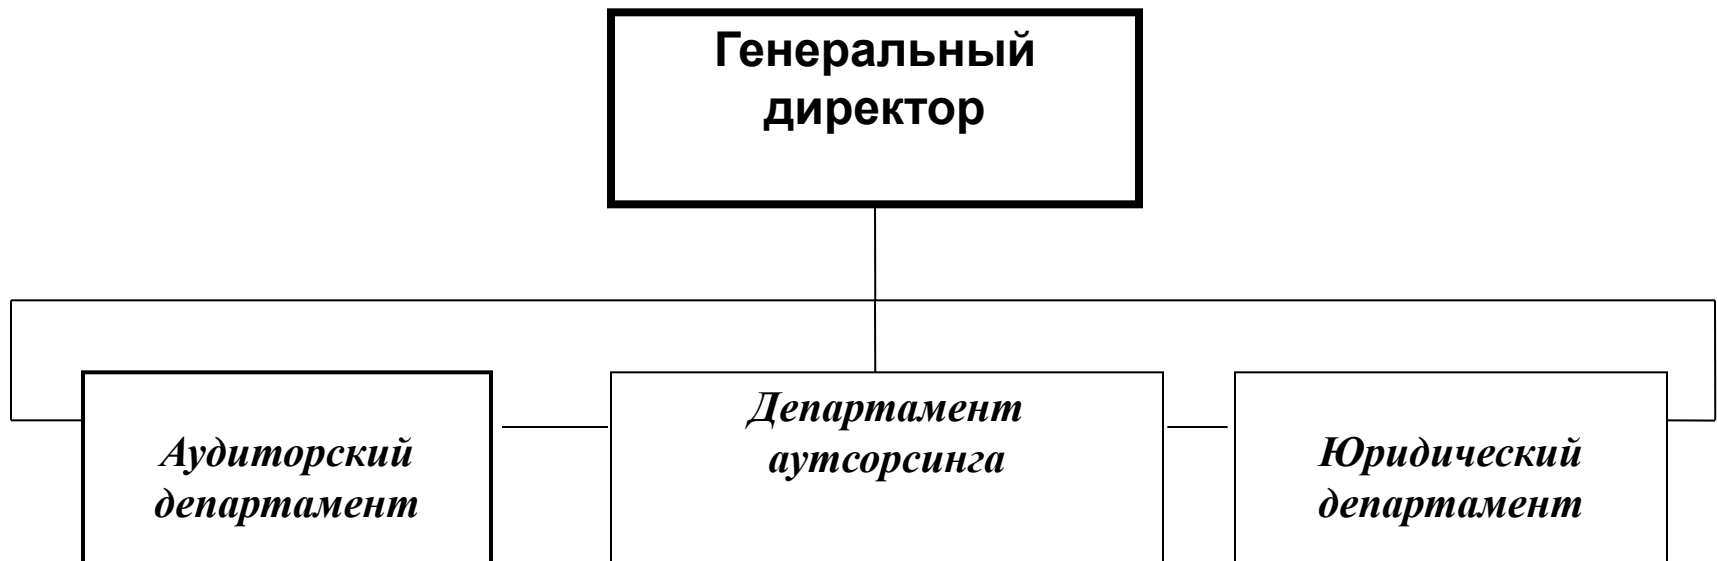 Генеральный
директор
Аудиторский
департамент
Департамент
аутсорсинга
Юридический
департамент